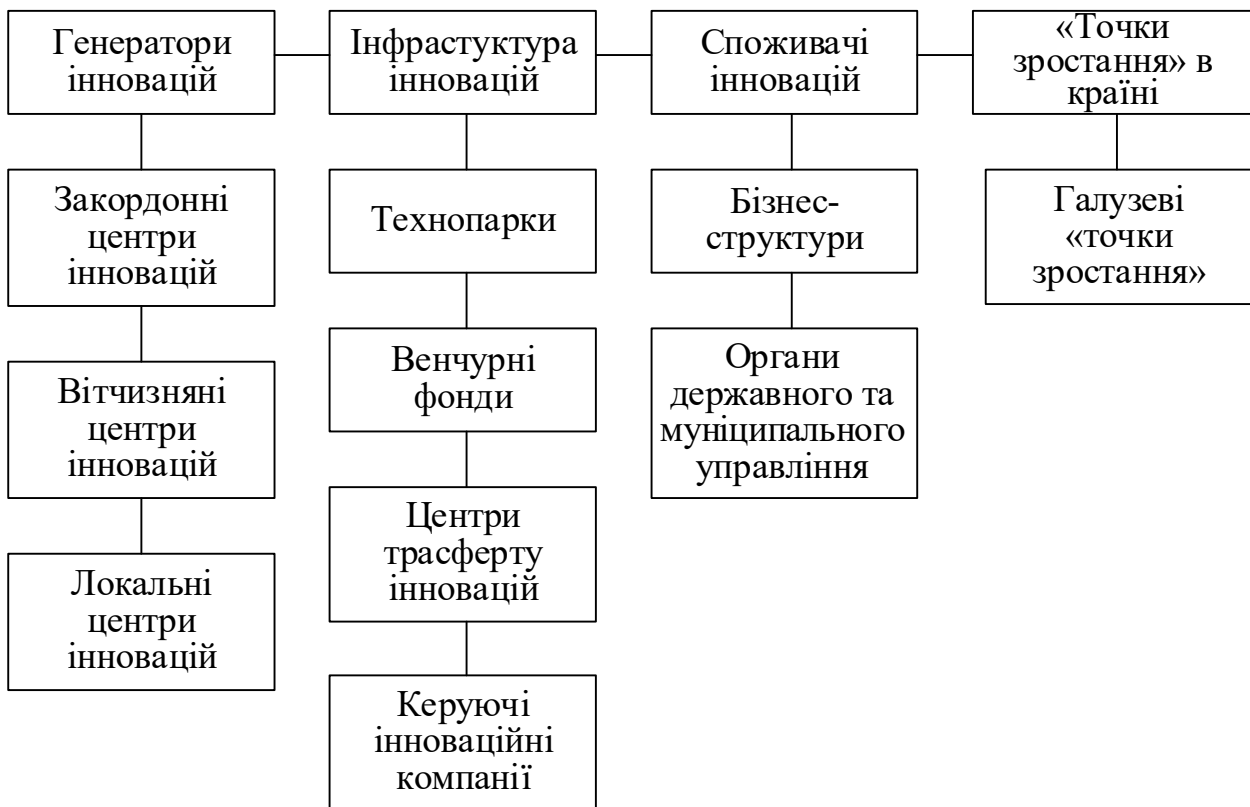 Генератори
інновацій
Інфрастуктура
інновацій
Споживачі
інновацій
«Точки
зростання» в
країні
Закордонні
центри
інновацій
Технопарки
Бізнес-
структури
Галузеві
«точки
зростання»
Вітчизняні
центри
інновацій
Венчурні
фонди
Органи
державного та
муніципального
управління
Локальні
центри
інновацій
Центри
трасферту
інновацій
Керуючі
інноваційні
компанії